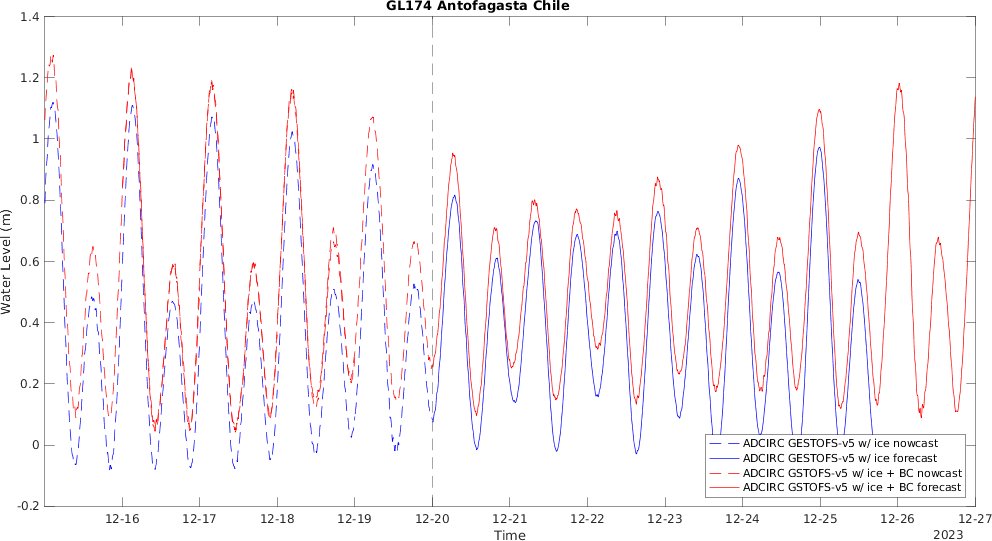 GL174 Antofagasta Chile
1.4
1.2
1
0.8
0.6
0.4
0.2
0
-0.2
Water Level (m)
12-16 12-17 12-18 12-19 12-20 12-21 12-22 12-23 12-24 12-25 12-26 12-27
Time
2023
ADCIRC GESTOFS-v5 w/ ice nowcast
ADCIRC GESTOFS-v5 w/ ice forecast
ADCIRC GSTOFS-v5 w/ ice + BC nowcast
ADCIRC GSTOFS-v5 w/ ice + BC forecast